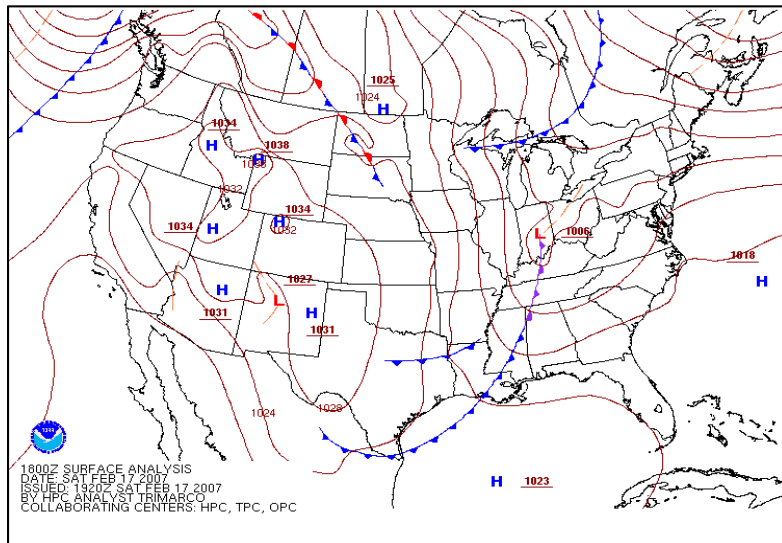 1025
1024
H
1034
H
1038
H
1036
1032
1034
H
1034
H
1032
1006
L
1018
H
1027
H
1031
L
H
1031
1024
1028
H
1023
1800Z SURFACE ANALYSIS
DATE: SAT FEB 17 2007
ISSUED: 1920Z SAT FEB 17 2007
BY HPC ANALYST TRIMARCO
COLLABORATING CENTERS: HPC, TPC, OPC